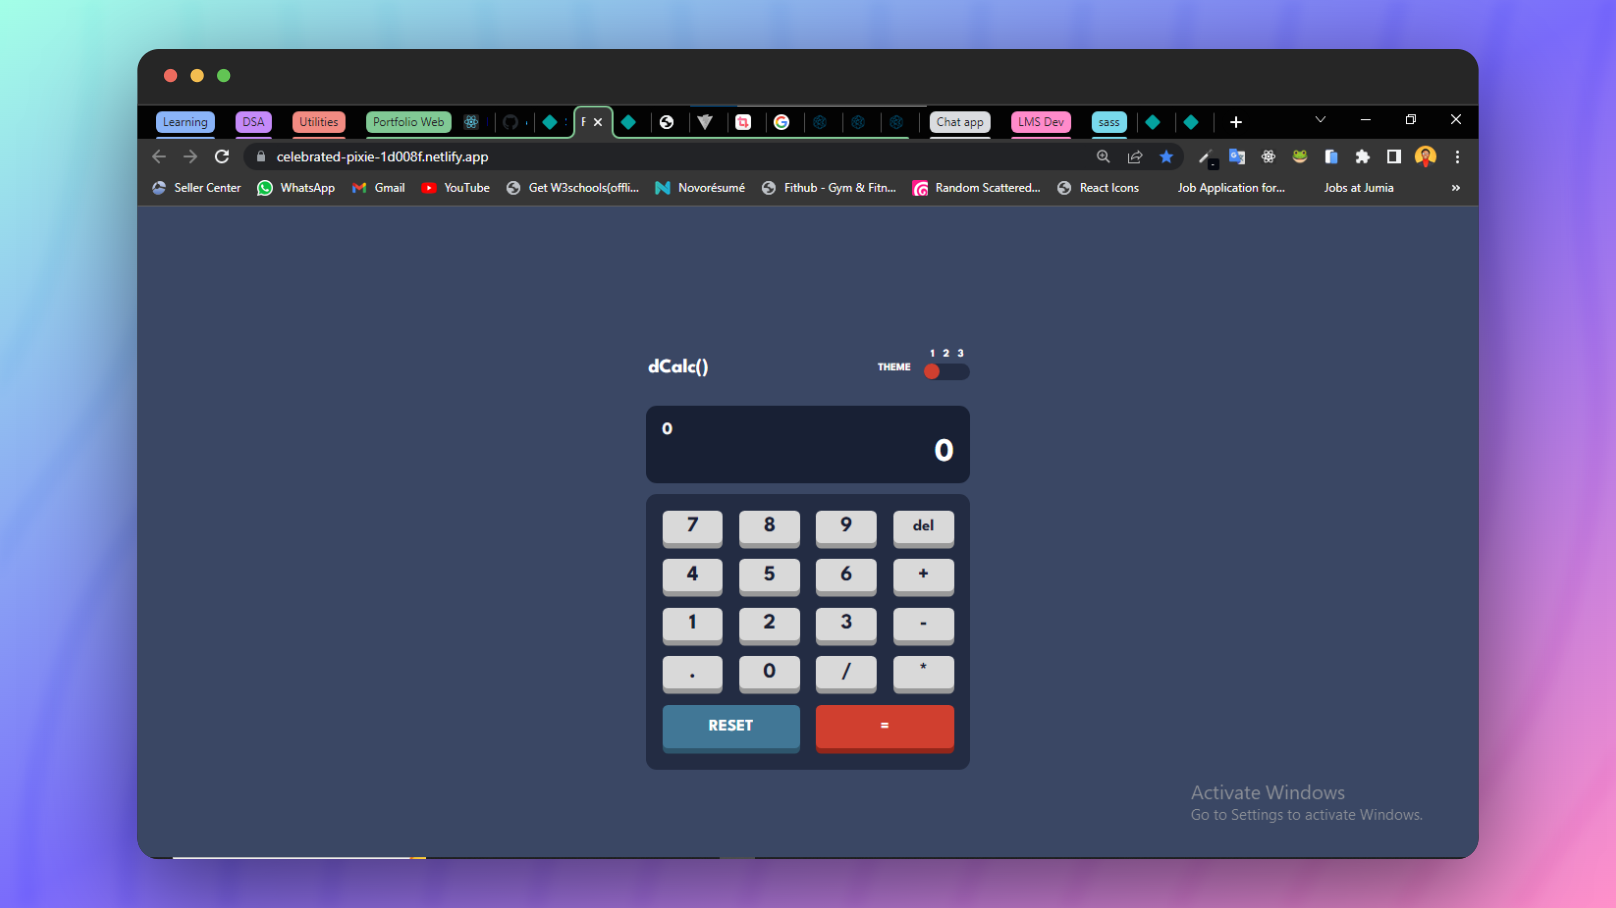 Learning DSA Utilities Portfolio Web F Chat app LMS Dev sass
celebrated-pixie-1d008f.netlify.app
Seller Center WhatsApp Gmail YouTube Get W3schools(offli... Novorésumé Fithub - Gym & Fitn... Random Scattered... React Icons Job Application for... Jobs at Jumia »
1 2 3
dCalc() THEME
0
0
7 8 9 del
4 5 6 +
1 2 3 -
. 0 / *
RESET =
Activate Windows
Go to Settings to activate Windows.